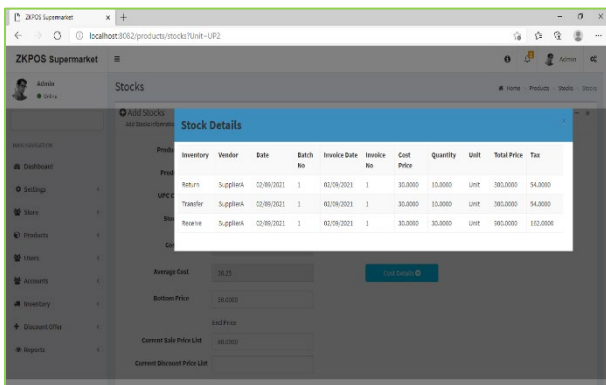 ZKPOS Supermarket
localhost:8082/products/stocks?Unit=UP2
ZKPOS Supermarket
Admin
Admin
Online
Stocks
Home
Products
Stocks
Stocks
Add Stocks
Stock Details
Inventory Vendor Date Batch No Invoice Date Invoice No Cost Price Quantity Unit Total Price Tax
Return SupplierA 02/09/2021 1 02/09/2021 1 30.0000 10.0000 Unit 300.0000 54.0000
Transfer SupplierA 02/09/2021 1 02/09/2021 1 30.0000 10.0000 Unit 300.0000 54.0000
Receive SupplierA 02/09/2021 1 02/09/2021 1 30.0000 30.0000 Unit 900.0000 162.0000
MAIN NAVIGATION
Dashboard
Settings
Store
Products
Users
Accounts
Inventory
Discount Offer
Reports
Average Cost
Cost Details
Bottom Price
End Price
Current Sale Price List
Current Discount Price List